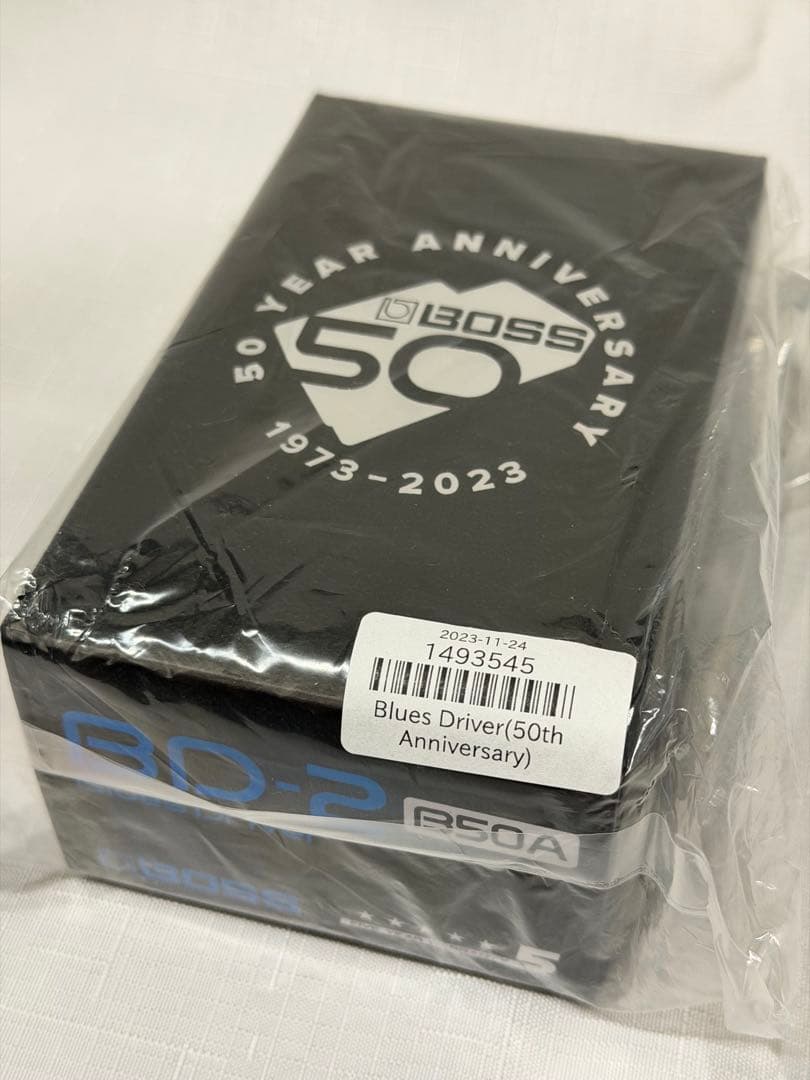 50 YEAR ANNIVERSARY
BOSS
50
1973-2023
2023-11-24
1493545
Blues Driver(50th
Anniversary)
BD-2
B50A
BOSS
5